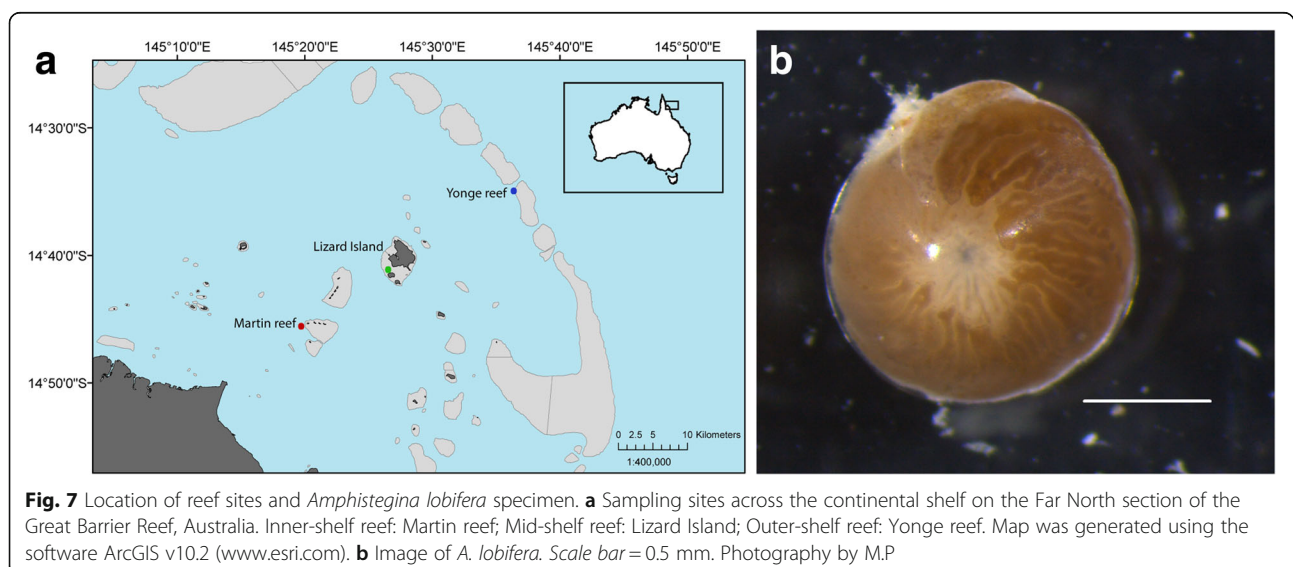 a
145°10'0"E 145°20'0"E 145°30'0"E 145°40'0"E 145°50'0"E
14°30'0"S
14°40'0"S
14°50'0"S
Yonge reef
Lizard Island
Martin reef
0 2.5 5 10 Kilometers
1:400,000
b
Fig. 7 Location of reef sites and Amphistegina lobifera specimen. a Sampling sites across the continental shelf on the Far North section of the
Great Barrier Reef, Australia. Inner-shelf reef: Martin reef; Mid-shelf reef: Lizard Island; Outer-shelf reef: Yonge reef. Map was generated using the
software ArcGIS v10.2 (www.esri.com). b Image of A. lobifera. Scale bar = 0.5 mm. Photography by M.P